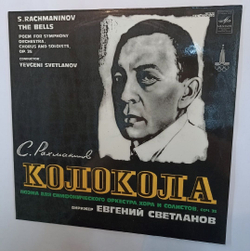 S.RACHMANINOV
THE BELLS
POEM FOR SYMPHONY
ORCHESTRA,
CHORUS AND SOLOISTS,
OP. 35
CONDUCTOR
YEVGENI SVETLANOV
С. Рахманинов
КОЛОКОЛА
ПОЭМА ДЛЯ СИМФОНИЧЕСКОГО ОРКЕСТРА ХОРА И СОЛИСТОВ, СОЧ. 35
ДИРИЖЕР ЕВГЕНИЙ СВЕТЛАНОВ